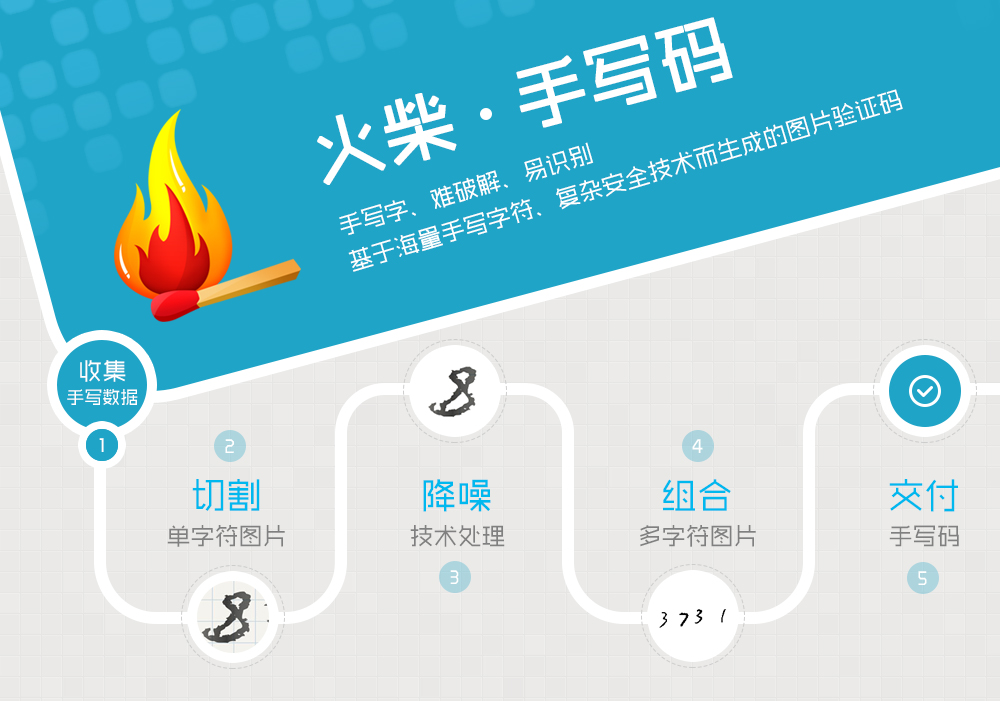 火柴·手写码
手写字、难破解、易识别
基于海量手写字符、复杂安全技术而生成的图片验证码
收集
手写数据
1
2
切割
单字符图片
8
8
降噪
技术处理
3
4
组合
多字符图片
3 7 3 1
交付
手写码
5